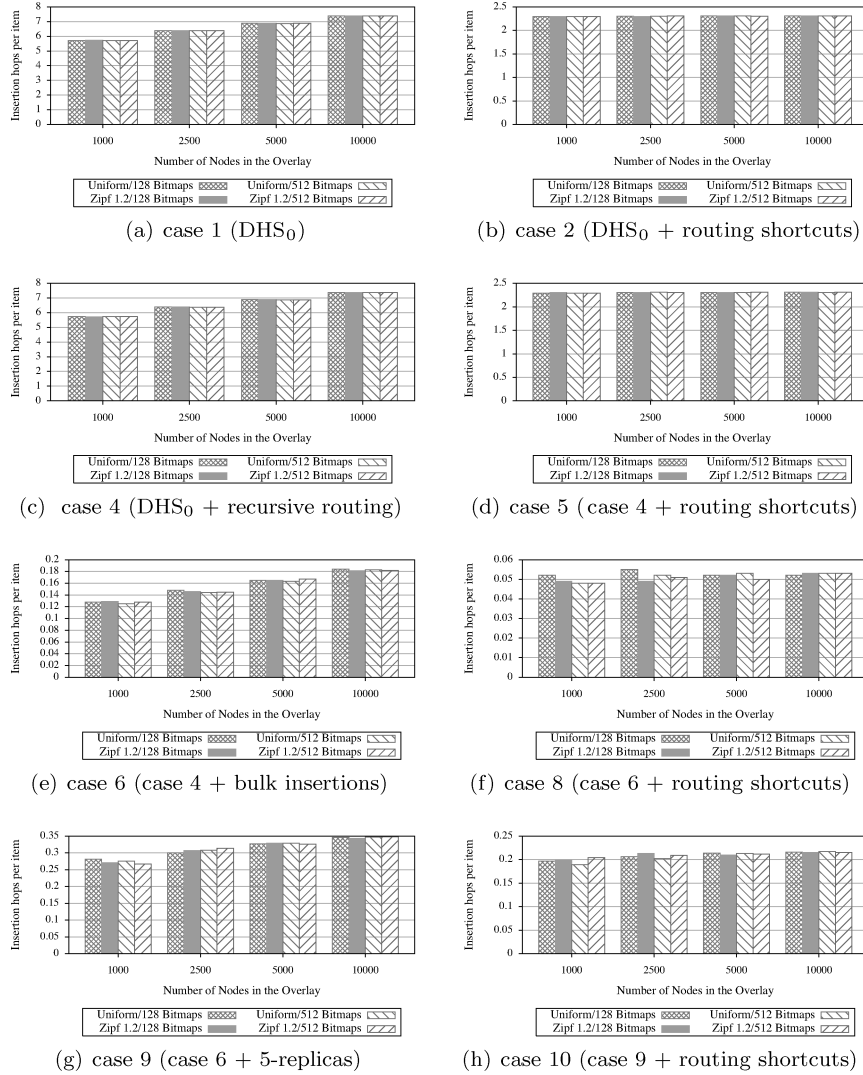 Insertion hops per item
8
7
6
5
4
3
2
1
0
1000 2500 5000 10000
Number of Nodes in the Overlay
Uniform/128 Bitmaps Uniform/512 Bitmaps
Zipf 1.2/128 Bitmaps Zipf 1.2/512 Bitmaps
(a) case 1 (DHS₀)
Insertion hops per item
2.5
2
1.5
1
0.5
0
1000 2500 5000 10000
Number of Nodes in the Overlay
Uniform/128 Bitmaps Uniform/512 Bitmaps
Zipf 1.2/128 Bitmaps Zipf 1.2/512 Bitmaps
(b) case 2 (DHS₀ + routing shortcuts)
Insertion hops per item
8
7
6
5
4
3
2
1
0
1000 2500 5000 10000
Number of Nodes in the Overlay
Uniform/128 Bitmaps Uniform/512 Bitmaps
Zipf 1.2/128 Bitmaps Zipf 1.2/512 Bitmaps
(c) case 4 (DHS₀ + recursive routing)
Insertion hops per item
2.5
2
1.5
1
0.5
0
1000 2500 5000 10000
Number of Nodes in the Overlay
Uniform/128 Bitmaps Uniform/512 Bitmaps
Zipf 1.2/128 Bitmaps Zipf 1.2/512 Bitmaps
(d) case 5 (case 4 + routing shortcuts)
Insertion hops per item
0.2
0.18
0.16
0.14
0.12
0.1
0.08
0.06
0.04
0.02
0
1000 2500 5000 10000
Number of Nodes in the Overlay
Uniform/128 Bitmaps Uniform/512 Bitmaps
Zipf 1.2/128 Bitmaps Zipf 1.2/512 Bitmaps
(e) case 6 (case 4 + bulk insertions)
Insertion hops per item
0.06
0.05
0.04
0.03
0.02
0.01
0
1000 2500 5000 10000
Number of Nodes in the Overlay
Uniform/128 Bitmaps Uniform/512 Bitmaps
Zipf 1.2/128 Bitmaps Zipf 1.2/512 Bitmaps
(f) case 8 (case 6 + routing shortcuts)
Insertion hops per item
0.35
0.3
0.25
0.2
0.15
0.1
0.05
0
1000 2500 5000 10000
Number of Nodes in the Overlay
Uniform/128 Bitmaps Uniform/512 Bitmaps
Zipf 1.2/128 Bitmaps Zipf 1.2/512 Bitmaps
(g) case 9 (case 6 + 5-replicas)
Insertion hops per item
0.25
0.2
0.15
0.1
0.05
0
1000 2500 5000 10000
Number of Nodes in the Overlay
Uniform/128 Bitmaps Uniform/512 Bitmaps
Zipf 1.2/128 Bitmaps Zipf 1.2/512 Bitmaps
(h) case 10 (case 9 + routing shortcuts)